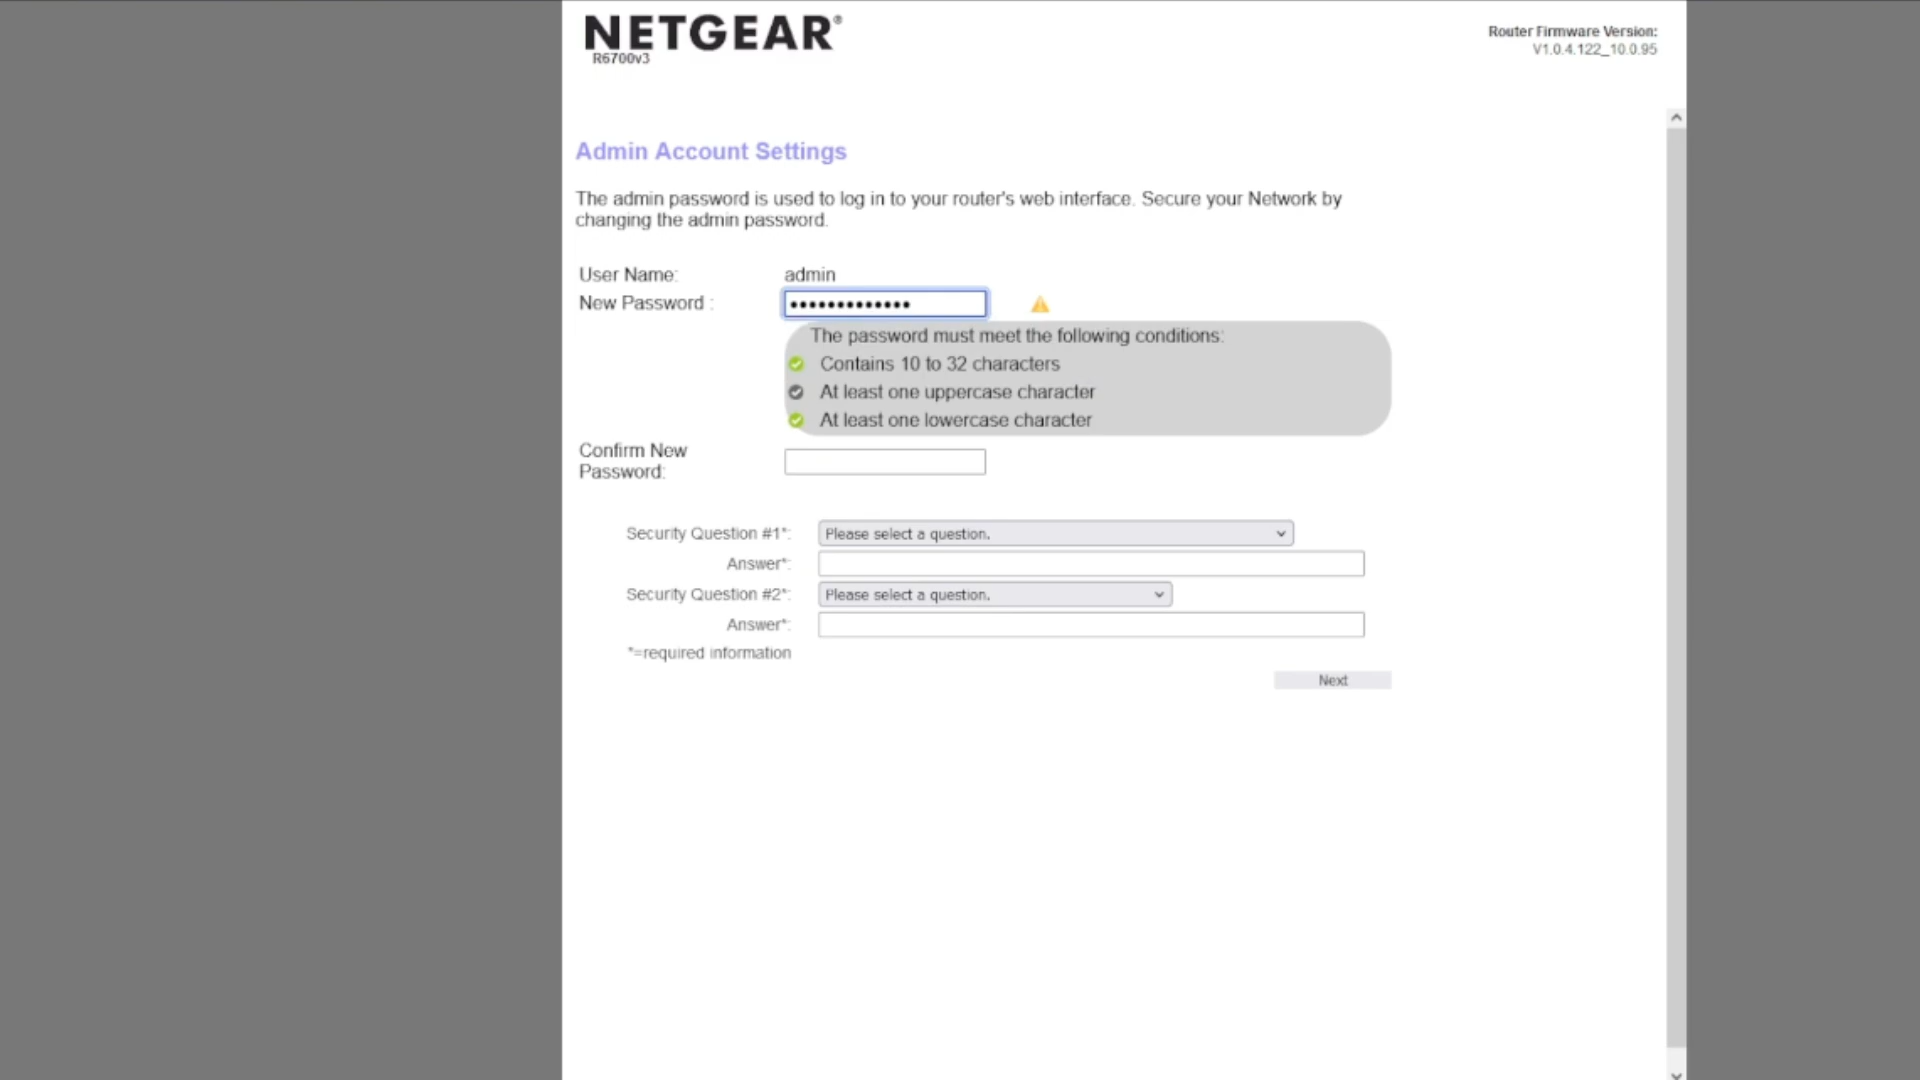 NETGEAR®
R6700v3
Router Firmware Version:
V1.0.4.122_10.0.95
Admin Account Settings
The admin password is used to log in to your router's web interface. Secure your Network by
changing the admin password.
User Name: admin
New Password : •••••••••••••
The password must meet the following conditions:
Contains 10 to 32 characters
At least one uppercase character
At least one lowercase character
Confirm New
Password:
Security Question #1*: Please select a question.
Answer*:
Security Question #2*: Please select a question.
Answer*:
*=required information
Next